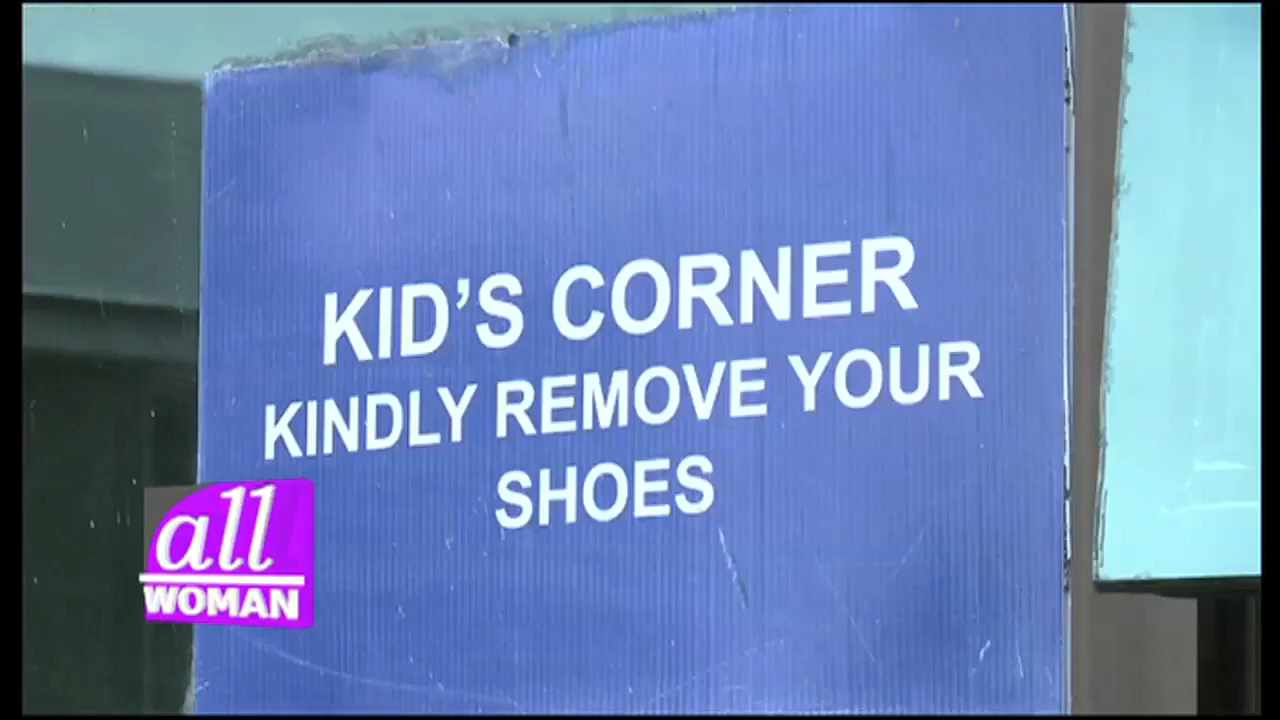 KID'S CORNER
KINDLY REMOVE YOUR
SHOES
all
WOMAN